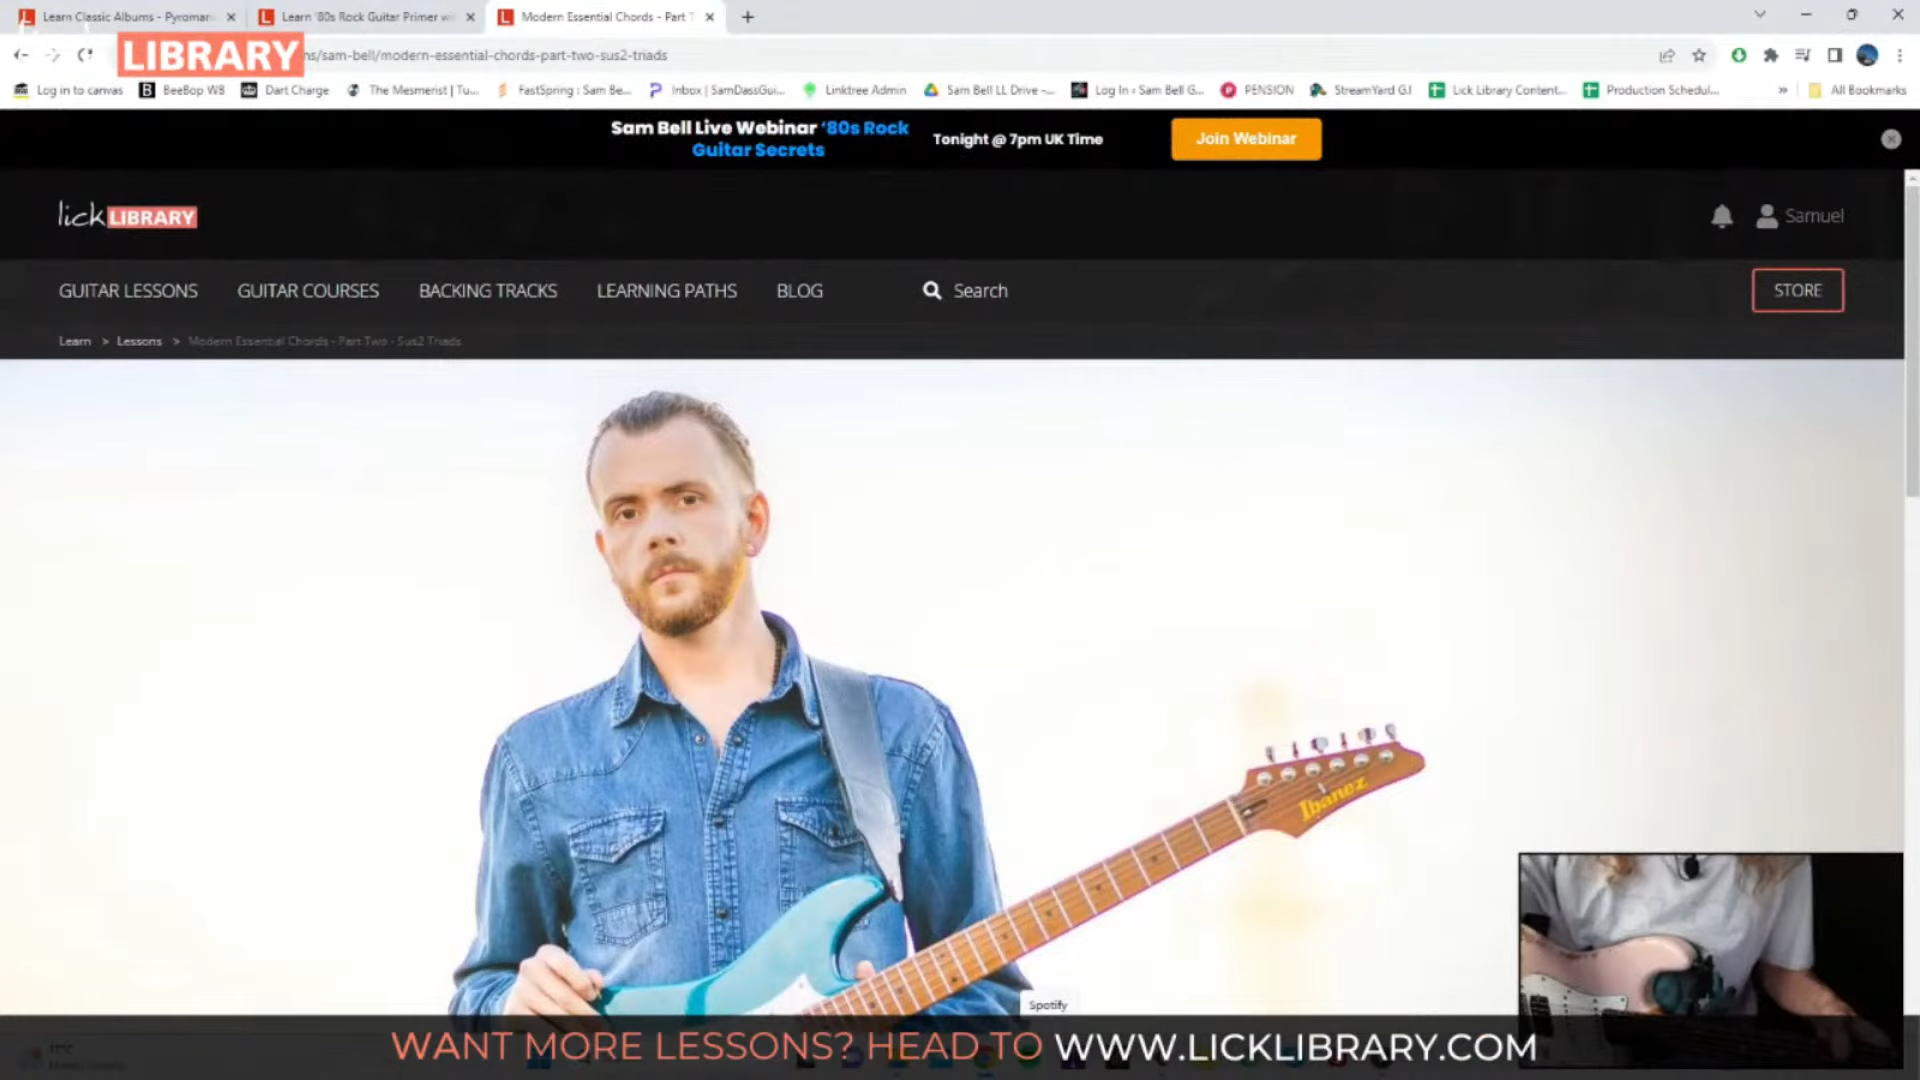 Learn Classic Albums - Pyroman
Learn '80s Rock Guitar Primer wi
Modern Essential Chords - Part T
LIBRARY
ns/sam-bell/modern-essential-chords-part-two-sus2-triads
Log in to canvas
BeeBop WB
Dart Charge
The Mesmerist | Tu...
FastSpring : Sam Be...
Inbox | SamDassGui...
Linktree Admin
Sam Bell LL Drive -...
Log In ‹ Sam Bell G...
PENSION
StreamYard GJ
Lick Library Content...
Production Schedul...
»
All Bookmarks
Sam Bell Live Webinar '80s Rock
Guitar Secrets
Tonight @ 7pm UK Time
Join Webinar
lick LIBRARY
Samuel
GUITAR LESSONS
GUITAR COURSES
BACKING TRACKS
LEARNING PATHS
BLOG
Search
STORE
Learn > Lessons > Modern Essential Chords - Part Two - Sus2 Triads
Ibanez
Spotify
WANT MORE LESSONS? HEAD TO WWW.LICKLIBRARY.COM